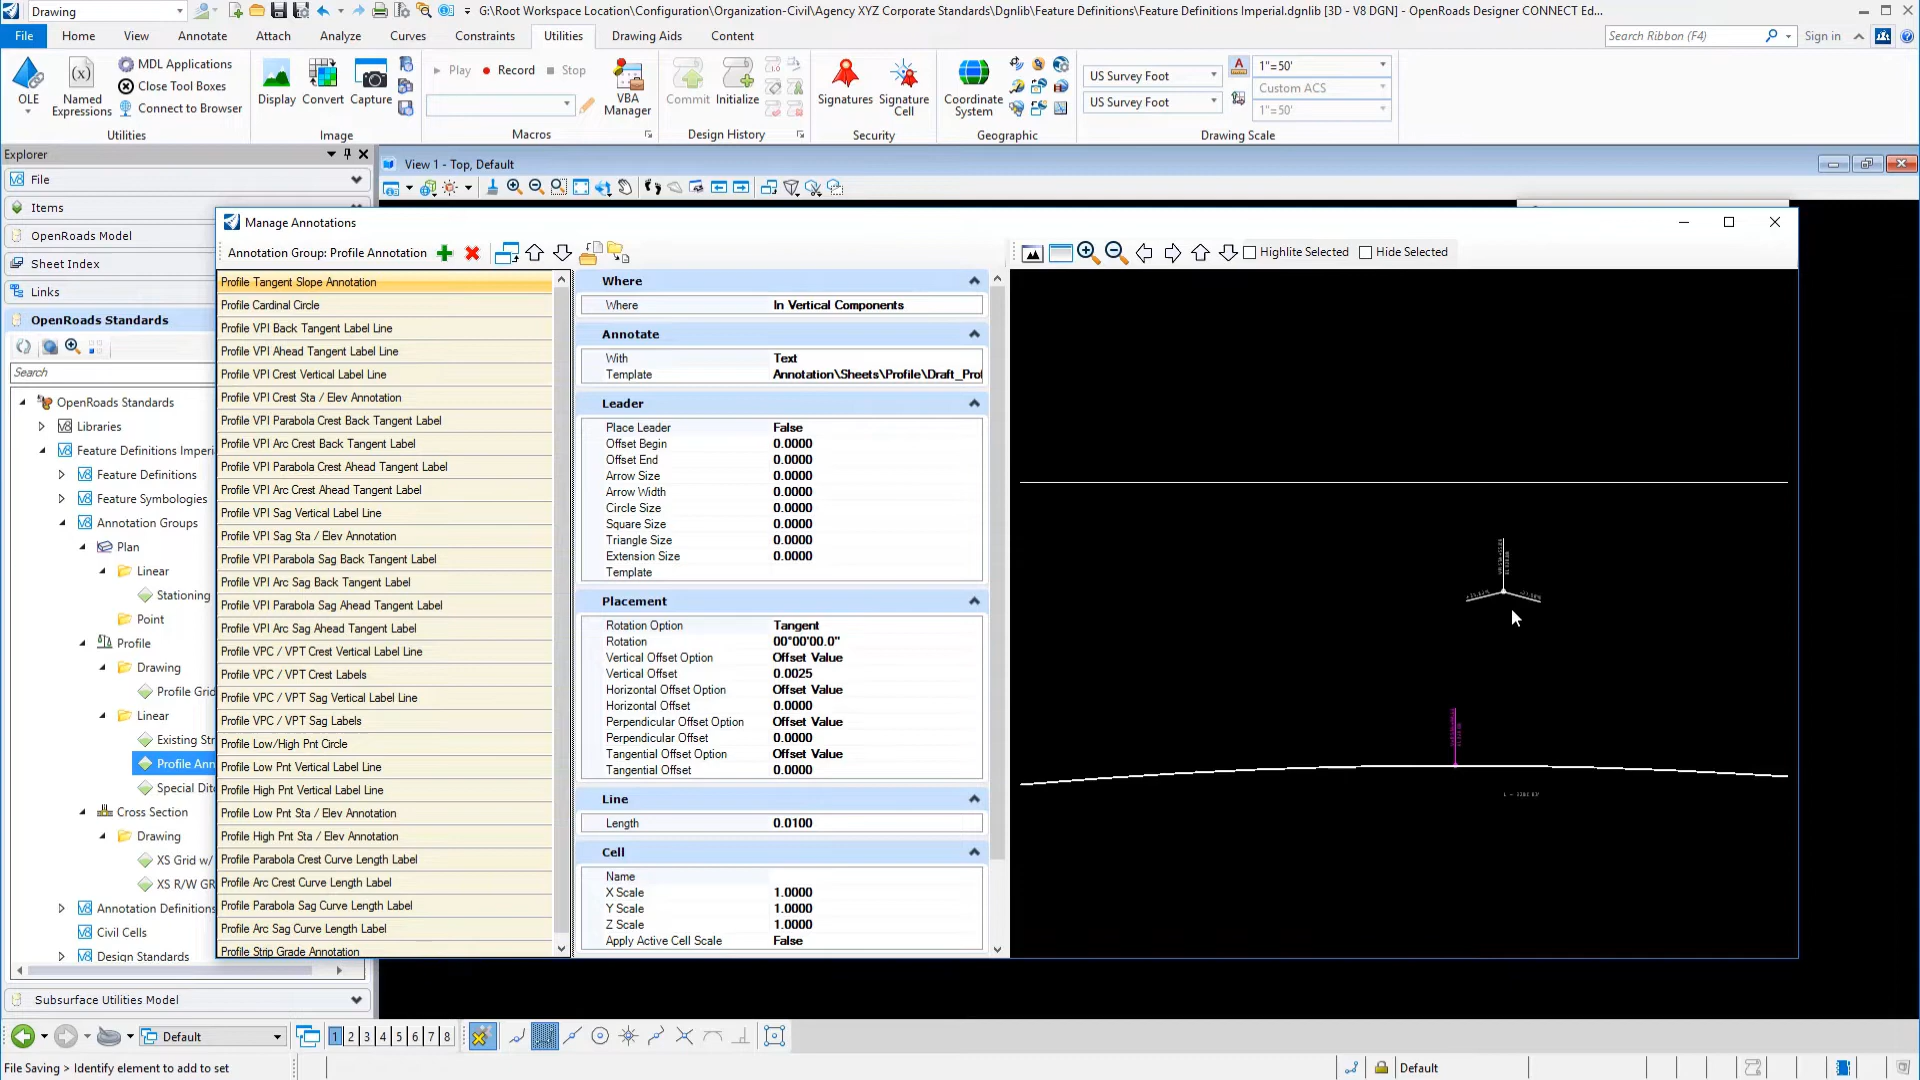 Drawing
G:\Root Workspace Location\Configuration\Organization-Civil\Agency XYZ Corporate Standards\Dgnlib\Feature Definitions\Feature Definitions Imperial.dgnlib [3D - V8 DGN] - OpenRoads Designer CONNECT Ed...
File Home View Annotate Attach Analyze Curves Constraints Utilities Drawing Aids Content
Search Ribbon (F4)
Sign in
OLE
Named Expressions
MDL Applications
Close Tool Boxes
Connect to Browser
Utilities
Display Convert Capture
Image
Play Record Stop
VBA Manager
Macros
Commit Initialize
Design History
Signatures Signature Cell
Security
Coordinate System
Geographic
US Survey Foot
US Survey Foot
1"=50'
Custom ACS
1"=50'
Drawing Scale
Explorer
File
Items
OpenRoads Model
Sheet Index
Links
OpenRoads Standards
Search
OpenRoads Standards
Libraries
Feature Definitions Imperi
Feature Definitions
Feature Symbologies
Annotation Groups
Plan
Linear
Stationing
Point
Profile
Drawing
Profile Grid
Linear
Existing Str
Profile Ann
Special Ditc
Cross Section
Drawing
XS Grid w/
XS R/W GR
Annotation Definitions
Civil Cells
Design Standards
Subsurface Utilities Model
View 1 - Top, Default
Manage Annotations
Annotation Group: Profile Annotation
Highlite Selected
Hide Selected
Profile Tangent Slope Annotation
Profile Cardinal Circle
Profile VPI Back Tangent Label Line
Profile VPI Ahead Tangent Label Line
Profile VPI Crest Vertical Label Line
Profile VPI Crest Sta / Elev Annotation
Profile VPI Parabola Crest Back Tangent Label
Profile VPI Arc Crest Back Tangent Label
Profile VPI Parabola Crest Ahead Tangent Label
Profile VPI Arc Crest Ahead Tangent Label
Profile VPI Sag Vertical Label Line
Profile VPI Sag Sta / Elev Annotation
Profile VPI Parabola Sag Back Tangent Label
Profile VPI Arc Sag Back Tangent Label
Profile VPI Parabola Sag Ahead Tangent Label
Profile VPI Arc Sag Ahead Tangent Label
Profile VPC / VPT Crest Vertical Label Line
Profile VPC / VPT Crest Labels
Profile VPC / VPT Sag Vertical Label Line
Profile VPC / VPT Sag Labels
Profile Low/High Pnt Circle
Profile Low Pnt Vertical Label Line
Profile High Pnt Vertical Label Line
Profile Low Pnt Sta / Elev Annotation
Profile High Pnt Sta / Elev Annotation
Profile Parabola Crest Curve Length Label
Profile Arc Crest Curve Length Label
Profile Parabola Sag Curve Length Label
Profile Arc Sag Curve Length Label
Profile Strip Grade Annotation
Where
Where In Vertical Components
Annotate
With Text
Template Annotation\Sheets\Profile\Draft_Prof
Leader
Place Leader False
Offset Begin 0.0000
Offset End 0.0000
Arrow Size 0.0000
Arrow Width 0.0000
Circle Size 0.0000
Square Size 0.0000
Triangle Size 0.0000
Extension Size 0.0000
Template
Placement
Rotation Option Tangent
Rotation 00°00'00.0"
Vertical Offset Option Offset Value
Vertical Offset 0.0025
Horizontal Offset Option Offset Value
Horizontal Offset 0.0000
Perpendicular Offset Option Offset Value
Perpendicular Offset 0.0000
Tangential Offset Option Offset Value
Tangential Offset 0.0000
Line
Length 0.0100
Cell
Name
X Scale 1.0000
Y Scale 1.0000
Z Scale 1.0000
Apply Active Cell Scale False
Default
1 2 3 4 5 6 7 8
File Saving > Identify element to add to set
Default